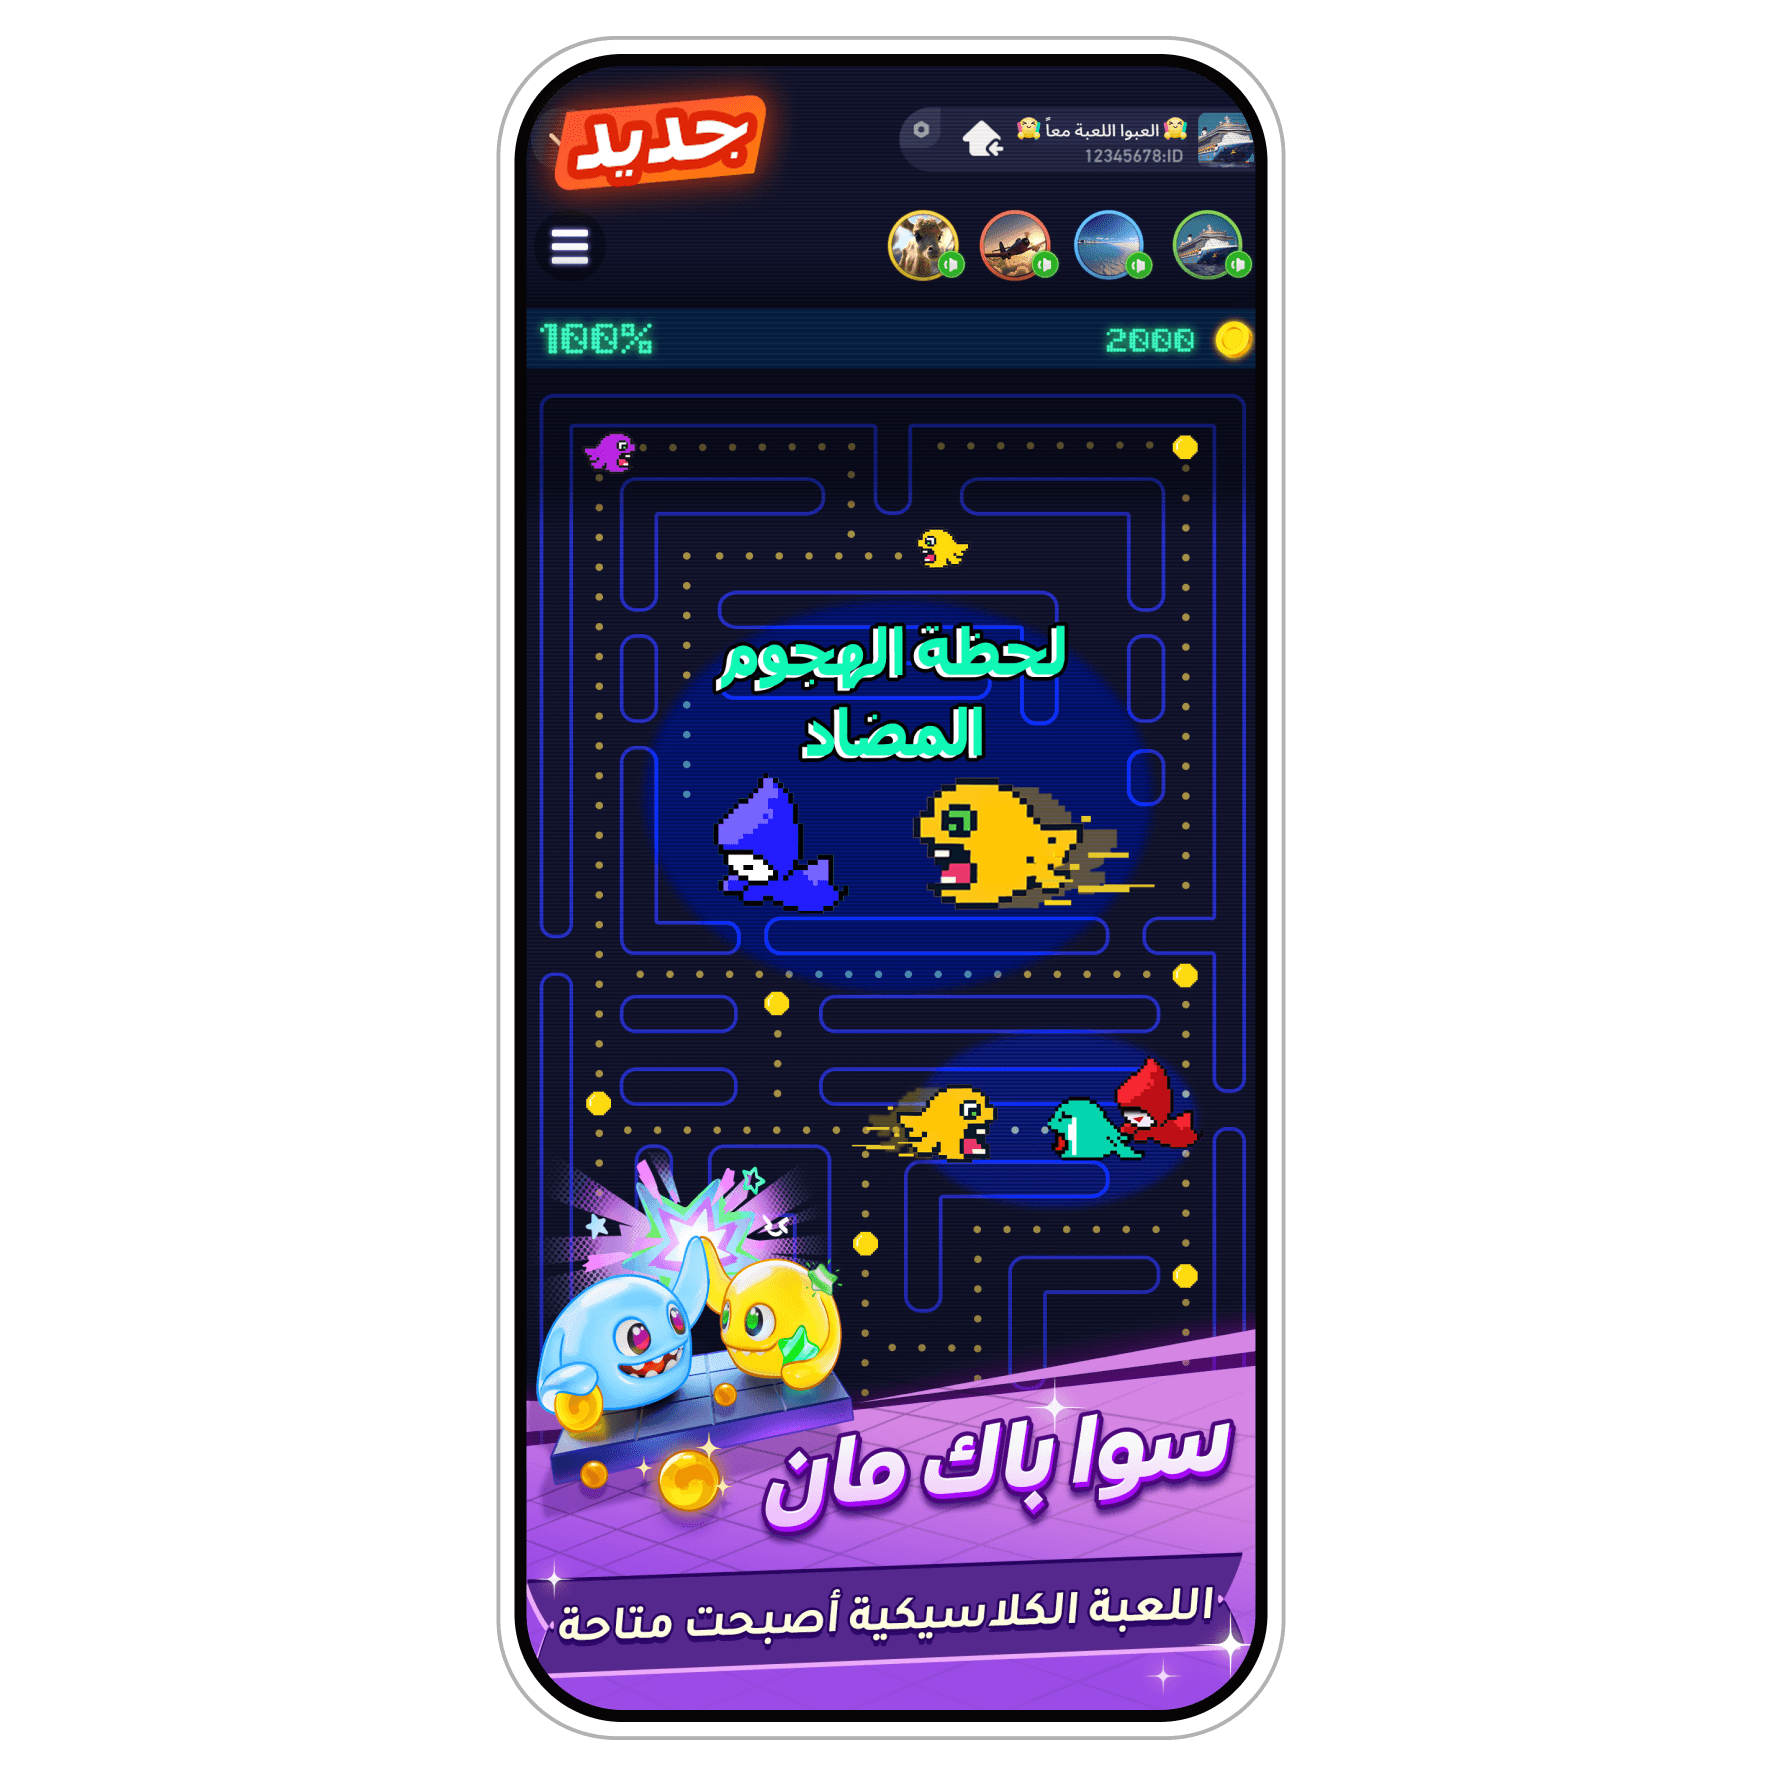 جديد
🤗 العبوا اللعبة معاً 🤗
12345678:ID
100%
2000
لحظة الهجوم
المضاد
سوا باك مان
اللعبة الكلاسيكية أصبحت متاحة